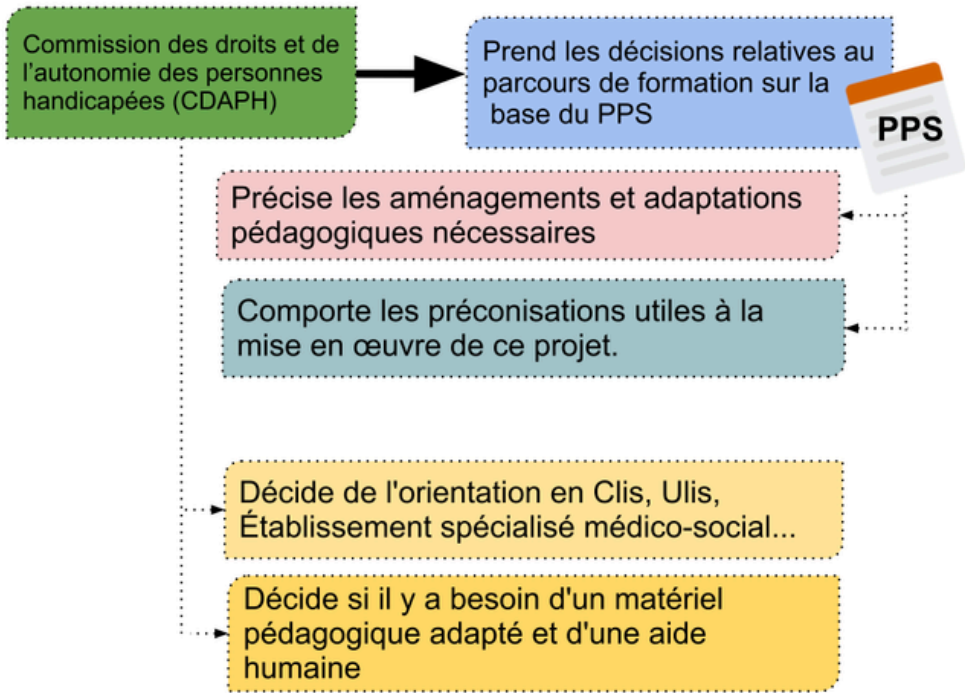 Commission des droits et de
l'autonomie des personnes
handicapées (CDAPH)
Prend les décisions relatives au
parcours de formation sur la
base du PPS
PPS
Précise les aménagements et adaptations
pédagogiques nécessaires
Comporte les préconisations utiles à la
mise en œuvre de ce projet.
Décide de l'orientation en Clis, Ulis,
Établissement spécialisé médico-social...
Décide si il y a besoin d'un matériel
pédagogique adapté et d'une aide
humaine